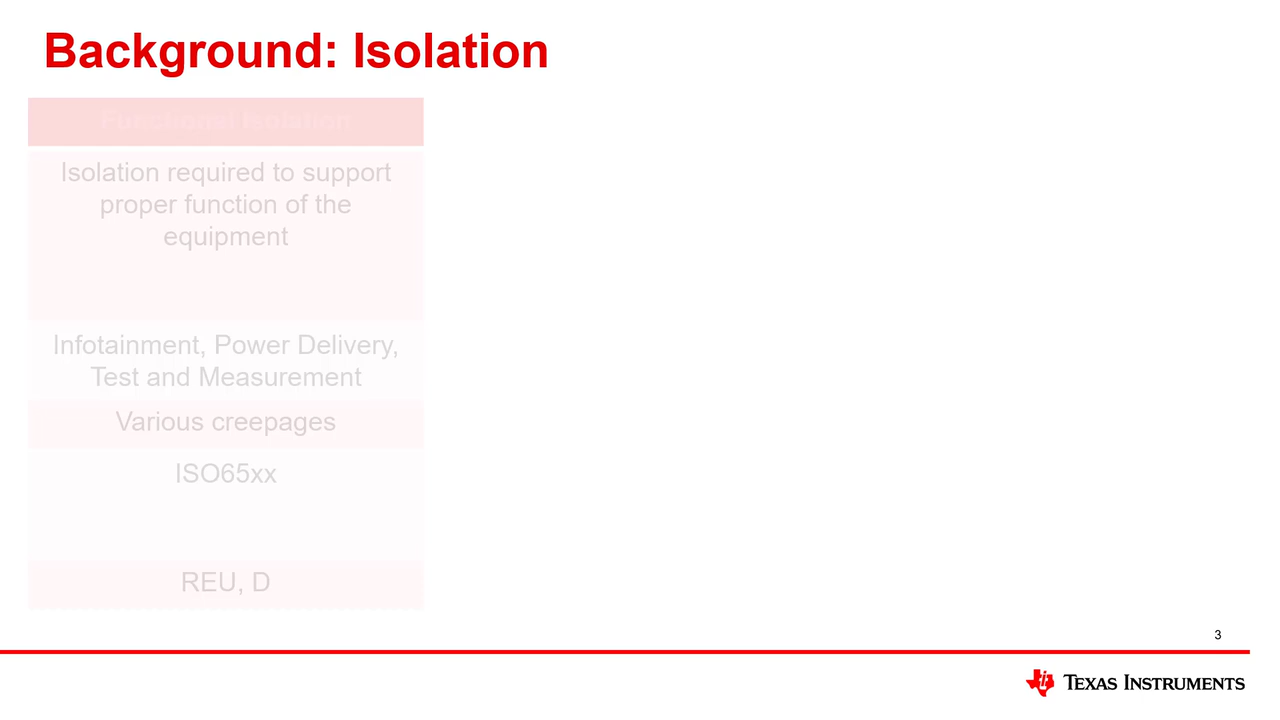 Background: Isolation
Functional Isolation
Isolation required to support
proper function of the
equipment
Infotainment, Power Delivery,
Test and Measurement
Various creepages
ISO65xx
REU, D
3
TEXAS INSTRUMENTS